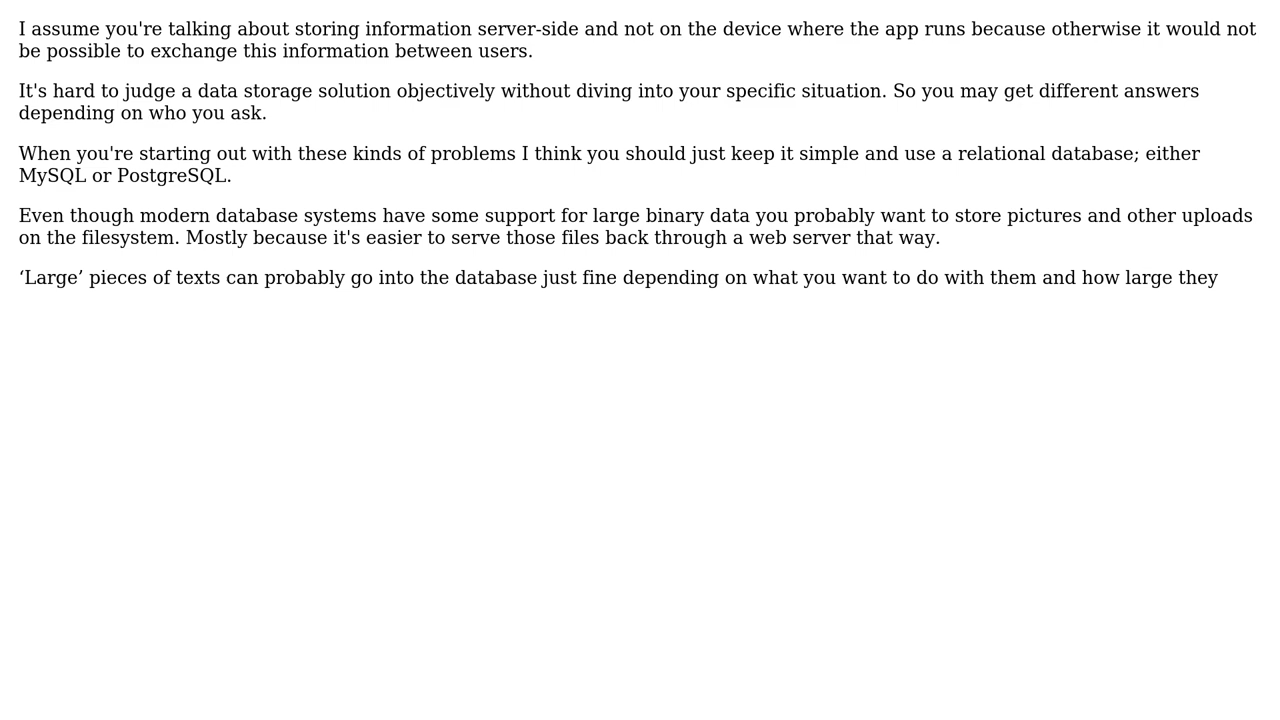 I assume you're talking about storing information server-side and not on the device where the app runs because otherwise it would not
be possible to exchange this information between users.
It's hard to judge a data storage solution objectively without diving into your specific situation. So you may get different answers
depending on who you ask.
When you're starting out with these kinds of problems I think you should just keep it simple and use a relational database; either
MySQL or PostgreSQL.
Even though modern database systems have some support for large binary data you probably want to store pictures and other uploads
on the filesystem. Mostly because it's easier to serve those files back through a web server that way.
‘Large’ pieces of texts can probably go into the database just fine depending on what you want to do with them and how large they